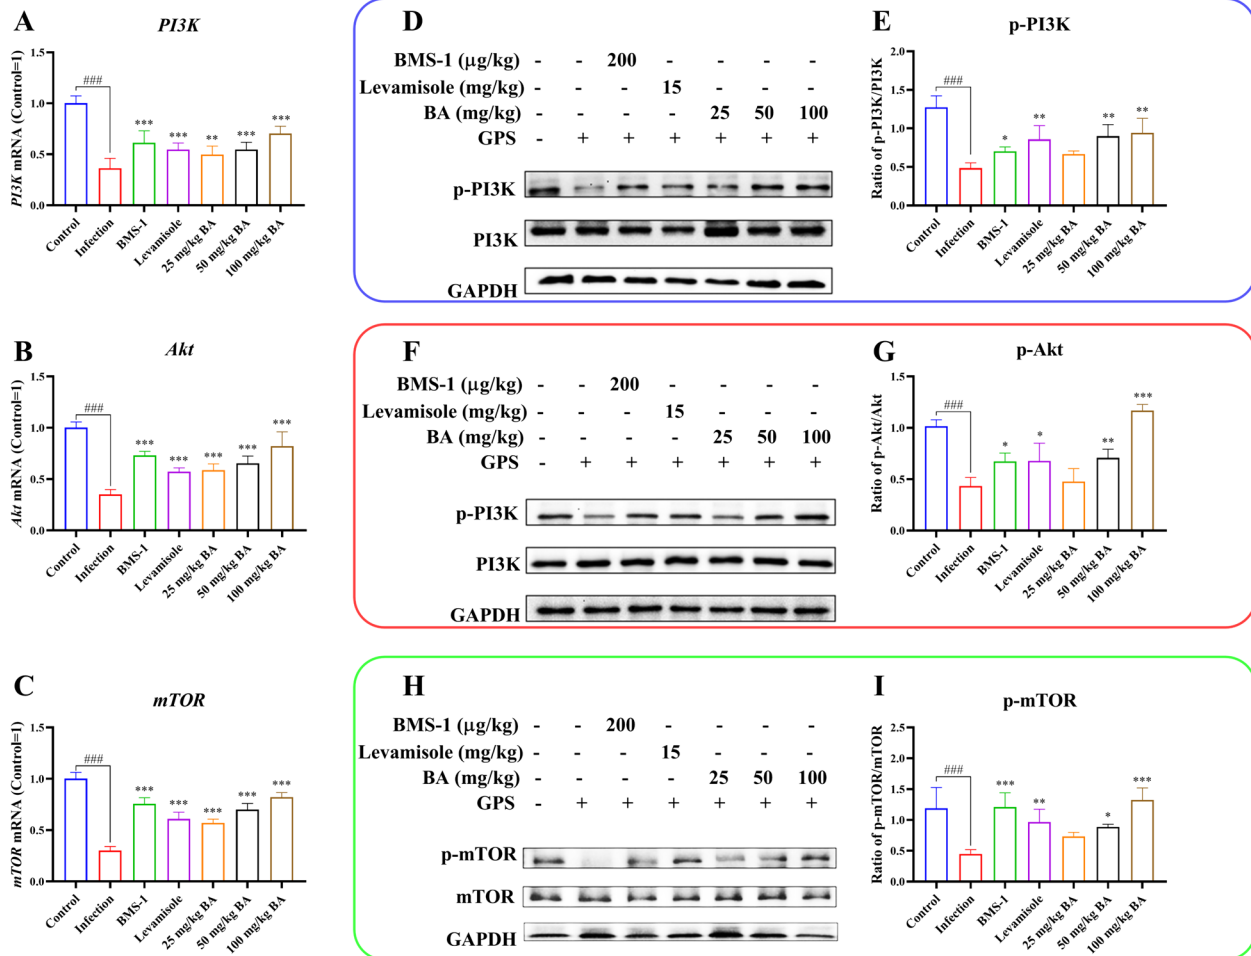 A
PI3K
PI3K mRNA (Control=1)
1.5
1.0
0.5
0.0
###
***
***
**
***
***
Control
Infection
BMS-1
Levamisole
25 mg/kg BA
50 mg/kg BA
100 mg/kg BA
D
BMS-1 (μg/kg) - - 200 - - - -
Levamisole (mg/kg) - - - 15 - - -
BA (mg/kg) - - - - 25 50 100
GPS - + + + + + +
p-PI3K
PI3K
GAPDH
E
p-PI3K
Ratio of p-PI3K/PI3K
2.0
1.5
1.0
0.5
0.0
###
*
**
**
**
Control
Infection
BMS-1
Levamisole
25 mg/kg BA
50 mg/kg BA
100 mg/kg BA
B
Akt
Akt mRNA (Control=1)
1.5
1.0
0.5
0.0
###
***
***
***
***
***
Control
Infection
BMS-1
Levamisole
25 mg/kg BA
50 mg/kg BA
100 mg/kg BA
F
BMS-1 (μg/kg) - - 200 - - - -
Levamisole (mg/kg) - - - 15 - - -
BA (mg/kg) - - - - 25 50 100
GPS - + + + + + +
p-PI3K
PI3K
GAPDH
G
p-Akt
Ratio of p-Akt/Akt
1.5
1.0
0.5
0.0
###
*
*
**
***
Control
Infection
BMS-1
Levamisole
25 mg/kg BA
50 mg/kg BA
100 mg/kg BA
C
mTOR
mTOR mRNA (Control=1)
1.5
1.0
0.5
0.0
###
***
***
***
***
***
Control
Infection
BMS-1
Levamisole
25 mg/kg BA
50 mg/kg BA
100 mg/kg BA
H
BMS-1 (μg/kg) - - 200 - - - -
Levamisole (mg/kg) - - - 15 - - -
BA (mg/kg) - - - - 25 50 100
GPS - + + + + + +
p-mTOR
mTOR
GAPDH
I
p-mTOR
Ratio of p-mTOR/mTOR
2.5
2.0
1.5
1.0
0.5
0.0
###
***
**
*
***
Control
Infection
BMS-1
Levamisole
25 mg/kg BA
50 mg/kg BA
100 mg/kg BA